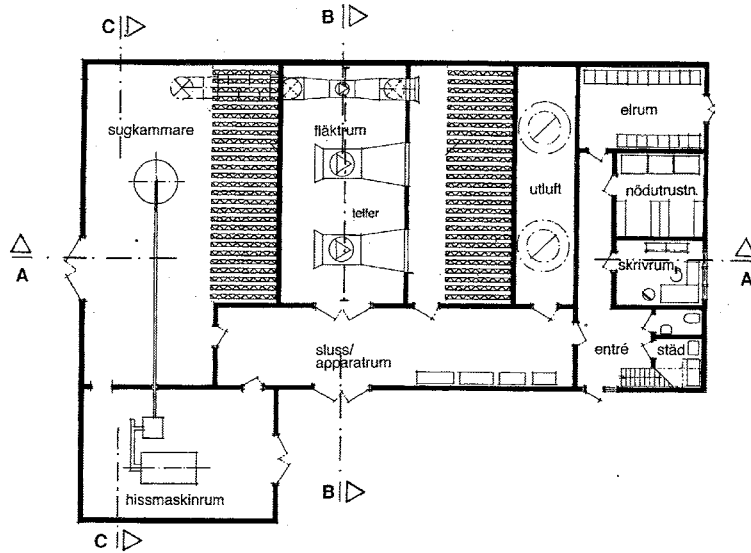 C
B
sugkammare
fläktrum
telfer
utluft
elrum
nödutrustn.
skrivrum
A
A
sluss/
apparatrum
entré
städ
hissmaskinrum
B
C